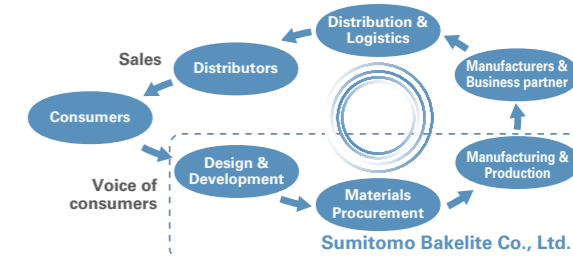 Distribution &
Logistics
Sales
Distributors
Manufacturers &
Business partner
Consumers
Design &
Development
Manufacturing &
Production
Voice of
consumers
Materials
Procurement
Sumitomo Bakelite Co., Ltd.